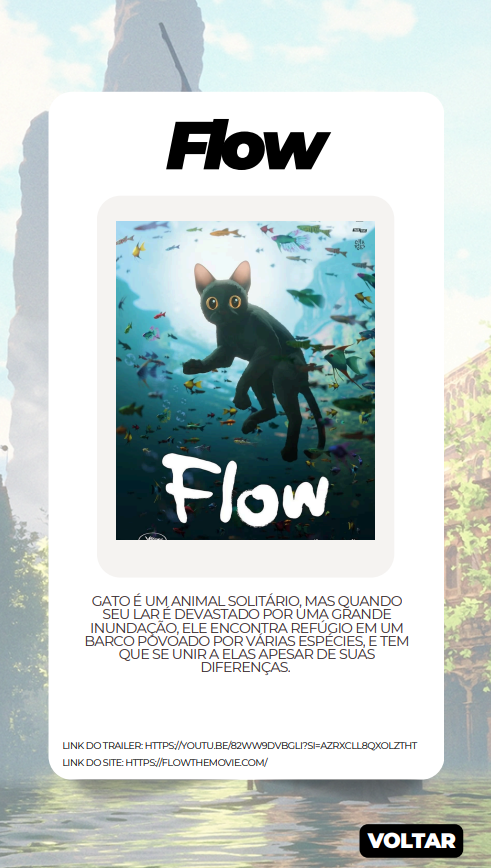 Flow
Flow
GATO É UM ANIMAL SOLITÁRIO, MAS QUANDO
SEU LAR É DEVASTADO POR UMA GRANDE
INUNDAÇÃO, ELE ENCONTRA REFÚGIO EM UM
BARCO POVOADO POR VÁRIAS ESPÉCIES, E TEM
QUE SE UNIR A ELAS APESAR DE SUAS
DIFERENÇAS.
LINK DO TRAILER: HTTPS://YOUTU.BE/82WW9DVBGLI?SI=AZRXCLL8QXOLZTHT
LINK DO SITE: HTTPS://FLOWTHEMOVIE.COM/
VOLTAR